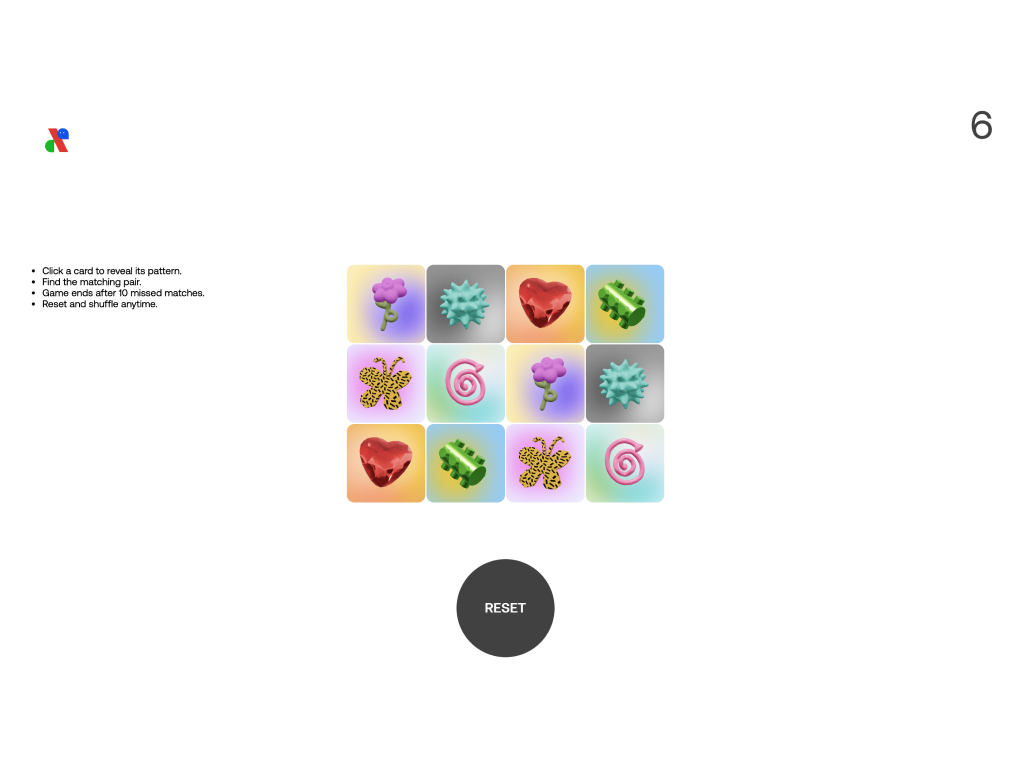 6
Click a card to reveal its pattern.
Find the matching pair.
Game ends after 10 missed matches.
Reset and shuffle anytime.
RESET